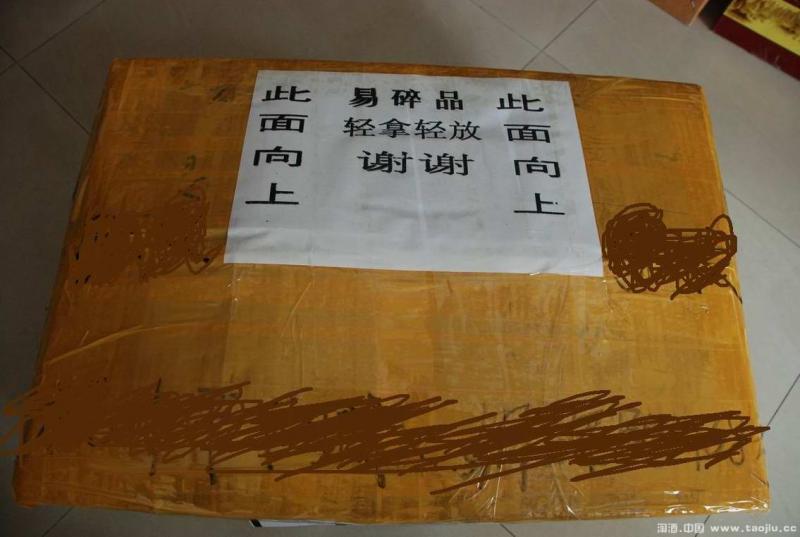 此面向上
易碎品
轻拿轻放
谢谢
此面向上
淘酒.中国 www.taojiu.cc